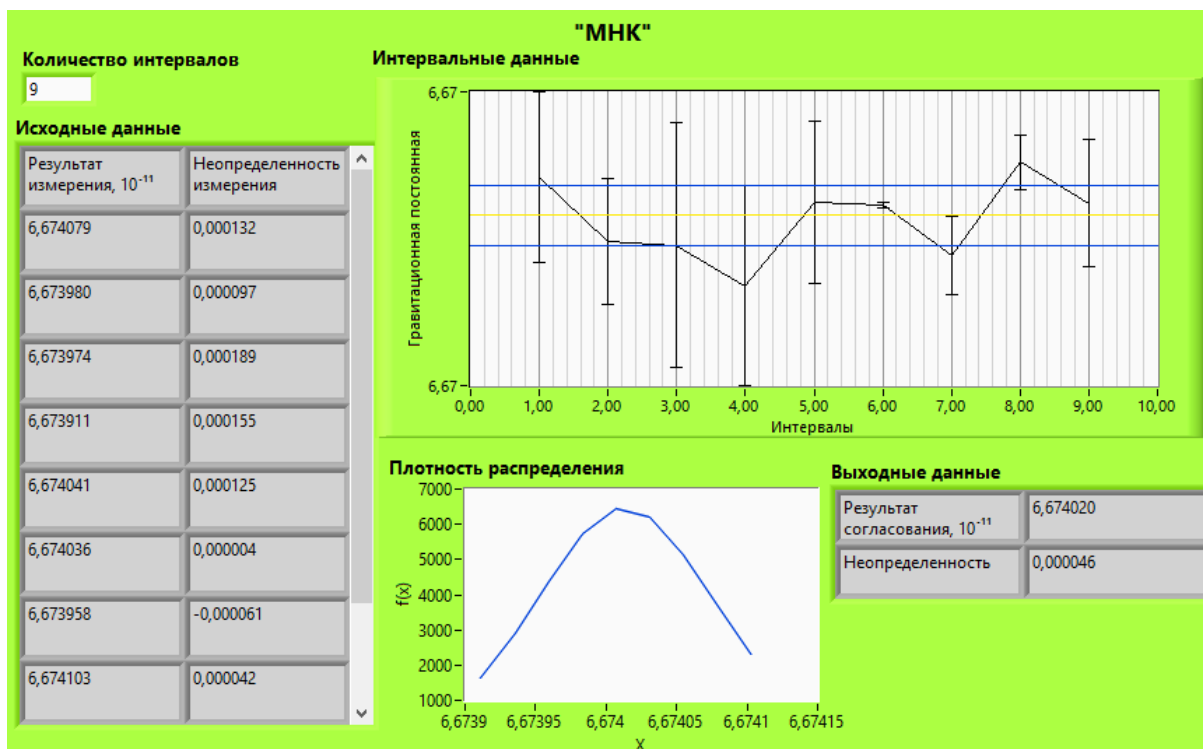 "МНК"
Количество интервалов
9
Исходные данные
Результат измерения, 10⁻¹¹ Неопределенность измерения
6,674079 0,000132
6,673980 0,000097
6,673974 0,000189
6,673911 0,000155
6,674041 0,000125
6,674036 0,000004
6,673958 -0,000061
6,674103 0,000042
Интервальные данные
Гравитационная постоянная
6,67
6,67
0,00 1,00 2,00 3,00 4,00 5,00 6,00 7,00 8,00 9,00 10,00
Интервалы
Плотность распределения
f(x)
7000
6000
5000
4000
3000
2000
1000
6,6739 6,67395 6,674 6,67405 6,6741 6,67415
X
Выходные данные
Результат согласования, 10⁻¹¹ 6,674020
Неопределенность 0,000046